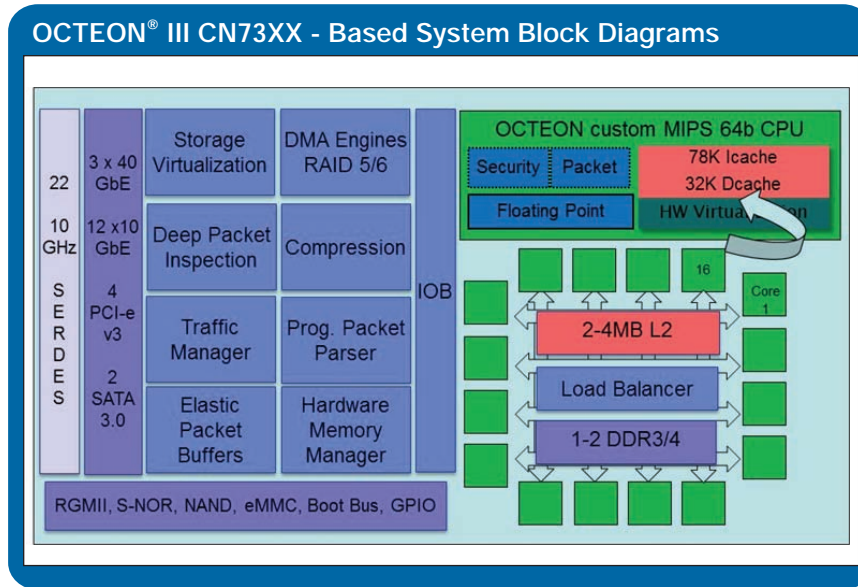 OCTEON® III CN73XX - Based System Block Diagrams
22
10
GHz
S
E
R
D
E
S
3 x 40
GbE
12 x10
GbE
4
PCI-e
v3
2
SATA
3.0
Storage
Virtualization
DMA Engines
RAID 5/6
Deep Packet
Inspection
Compression
Traffic
Manager
Prog. Packet
Parser
Elastic
Packet
Buffers
Hardware
Memory
Manager
IOB
RGMII, S-NOR, NAND, eMMC, Boot Bus, GPIO
OCTEON custom MIPS 64b CPU
Security
Packet
Floating Point
78K Icache
32K Dcache
HW
16
Core
1
2-4MB L2
Load Balancer
1-2 DDR3/4